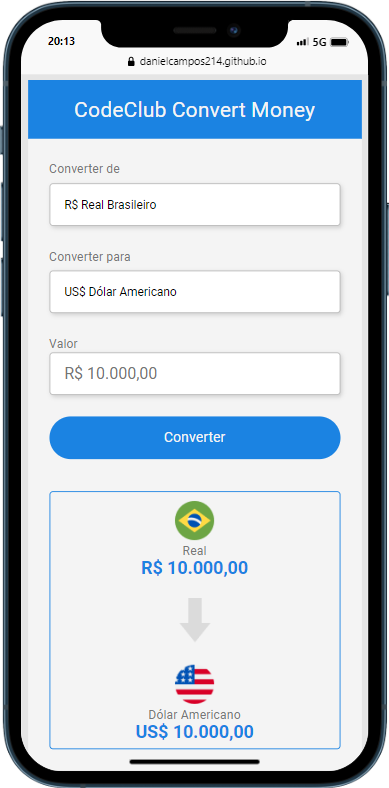 20:13
5G
danielcampos214.github.io
CodeClub Convert Money
Converter de
R$ Real Brasileiro
Converter para
US$ Dólar Americano
Valor
R$ 10.000,00
Converter
Real
R$ 10.000,00
Dólar Americano
US$ 10.000,00